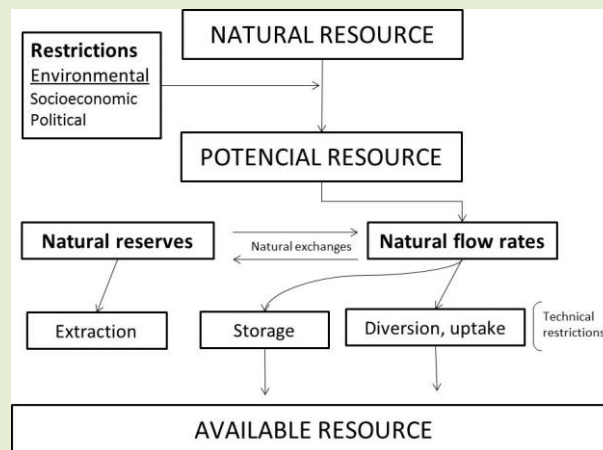 NATURAL RESOURCE
Restrictions
Environmental
Socioeconomic
Political
POTENCIAL RESOURCE
Natural reserves
Natural exchanges
Natural flow rates
Extraction
Storage
Diversion, uptake
Technical
restrictions
AVAILABLE RESOURCE